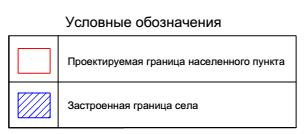 Условные обозначения
Проектируемая граница населенного пункта
Застроенная граница села